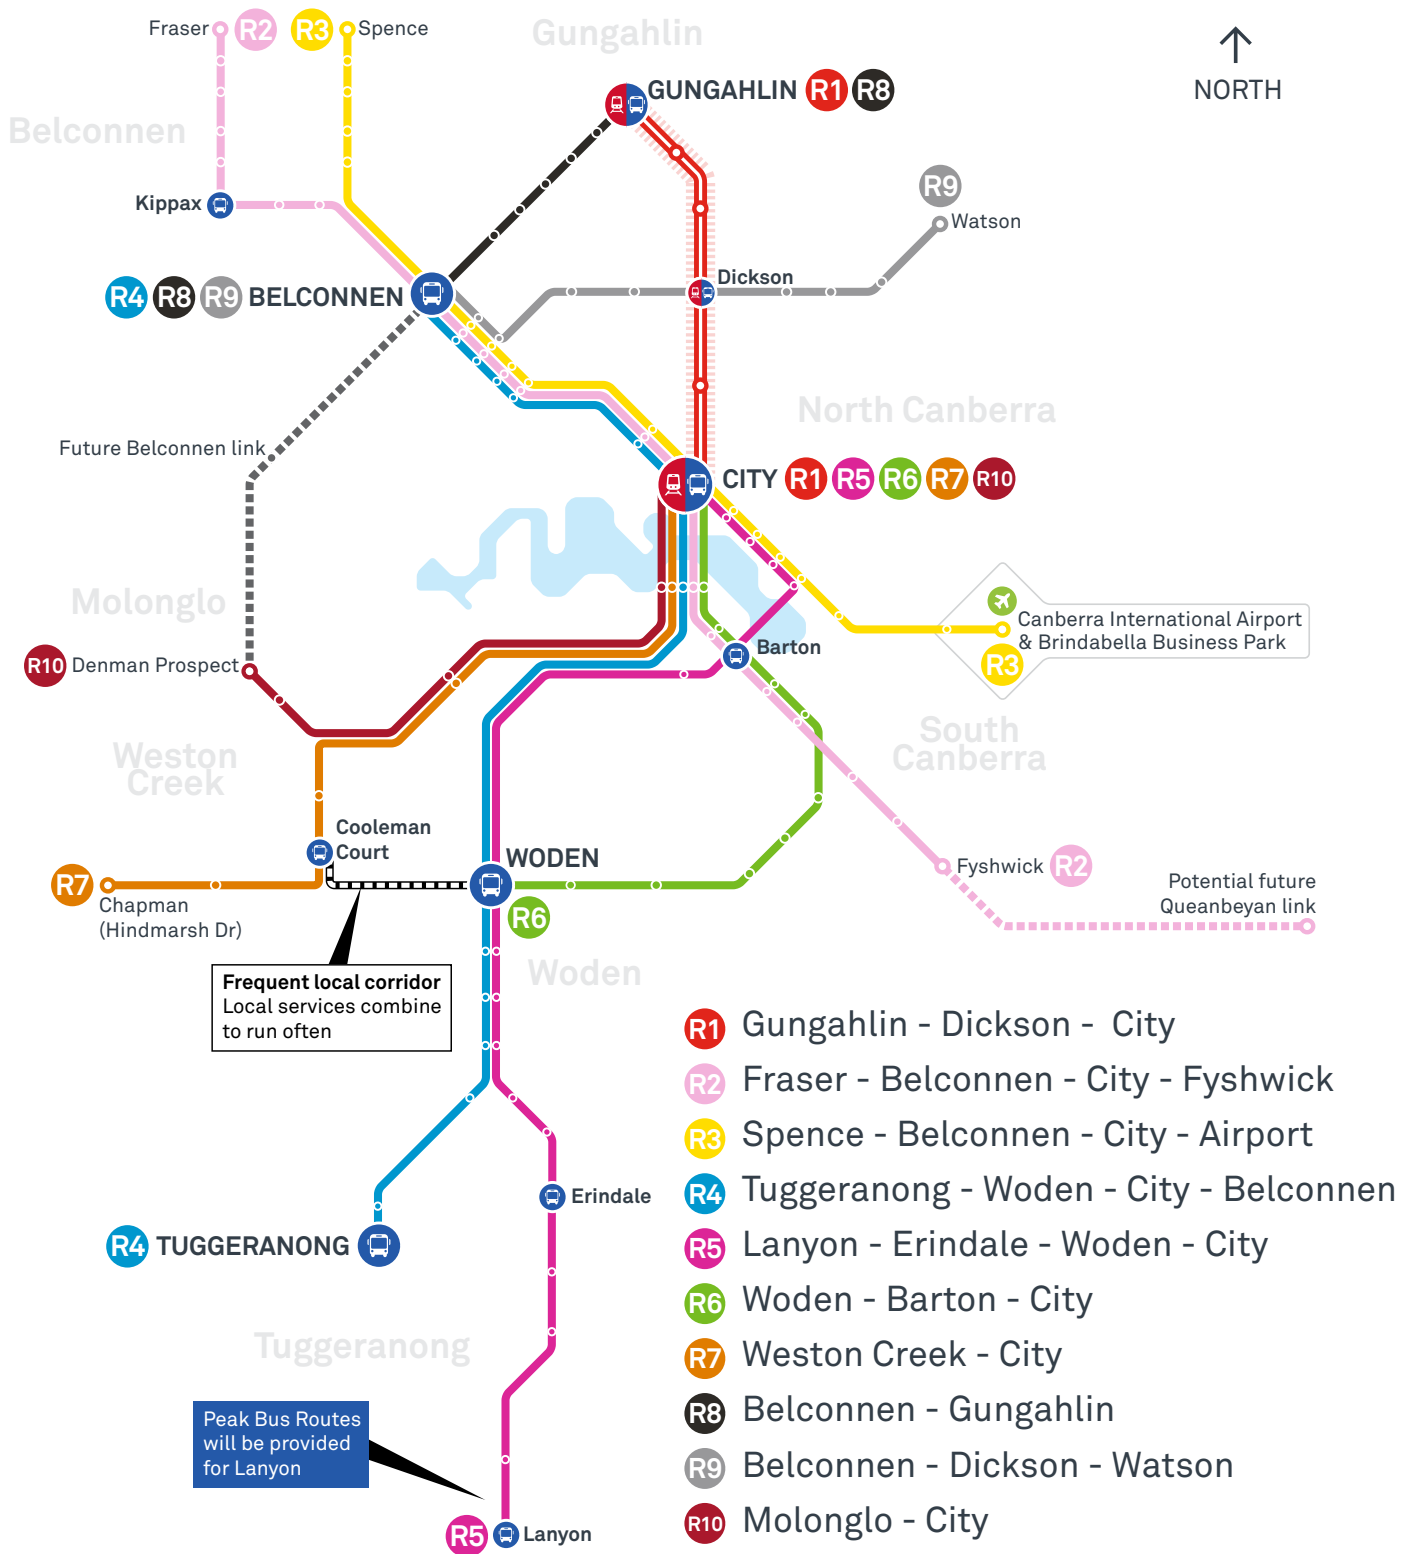 Fraser
R2
R3
Spence
Gungahlin
NORTH
GUNGAHLIN
R1
R8
Belconnen
R9
Watson
Kippax
Dickson
R4
R8
R9
BELCONNEN
North Canberra
Future Belconnen link
CITY
R1
R5
R6
R7
R10
Molonglo
Canberra International Airport
& Brindabella Business Park
R3
R10
Denman Prospect
Barton
Weston
Creek
South
Canberra
Cooleman
Court
WODEN
R6
R7
Chapman
(Hindmarsh Dr)
Fyshwick
R2
Potential future
Queanbeyan link
Frequent local corridor
Local services combine
to run often
Woden
Erindale
R4
TUGGERANONG
Tuggeranong
Peak Bus Routes
will be provided
for Lanyon
R5
Lanyon
R1 Gungahlin - Dickson - City
R2 Fraser - Belconnen - City - Fyshwick
R3 Spence - Belconnen - City - Airport
R4 Tuggeranong - Woden - City - Belconnen
R5 Lanyon - Erindale - Woden - City
R6 Woden - Barton - City
R7 Weston Creek - City
R8 Belconnen - Gungahlin
R9 Belconnen - Dickson - Watson
R10 Molonglo - City